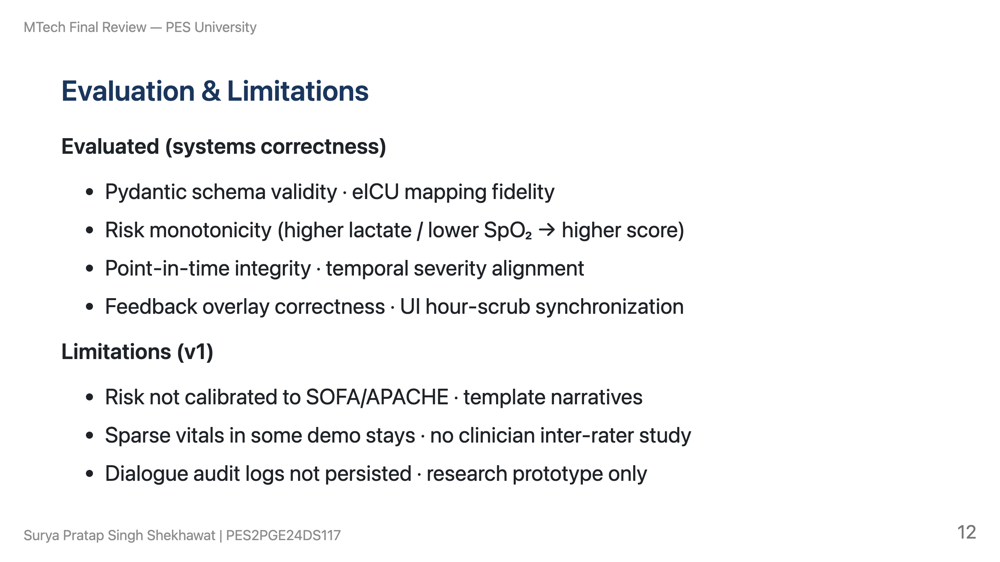 MTech Final Review — PES University
Evaluation & Limitations
Evaluated (systems correctness)
• Pydantic schema validity · eICU mapping fidelity
• Risk monotonicity (higher lactate / lower SpO₂ → higher score)
• Point-in-time integrity · temporal severity alignment
• Feedback overlay correctness · UI hour-scrub synchronization
Limitations (v1)
• Risk not calibrated to SOFA/APACHE · template narratives
• Sparse vitals in some demo stays · no clinician inter-rater study
• Dialogue audit logs not persisted · research prototype only
Surya Pratap Singh Shekhawat | PES2PGE24DS117
12